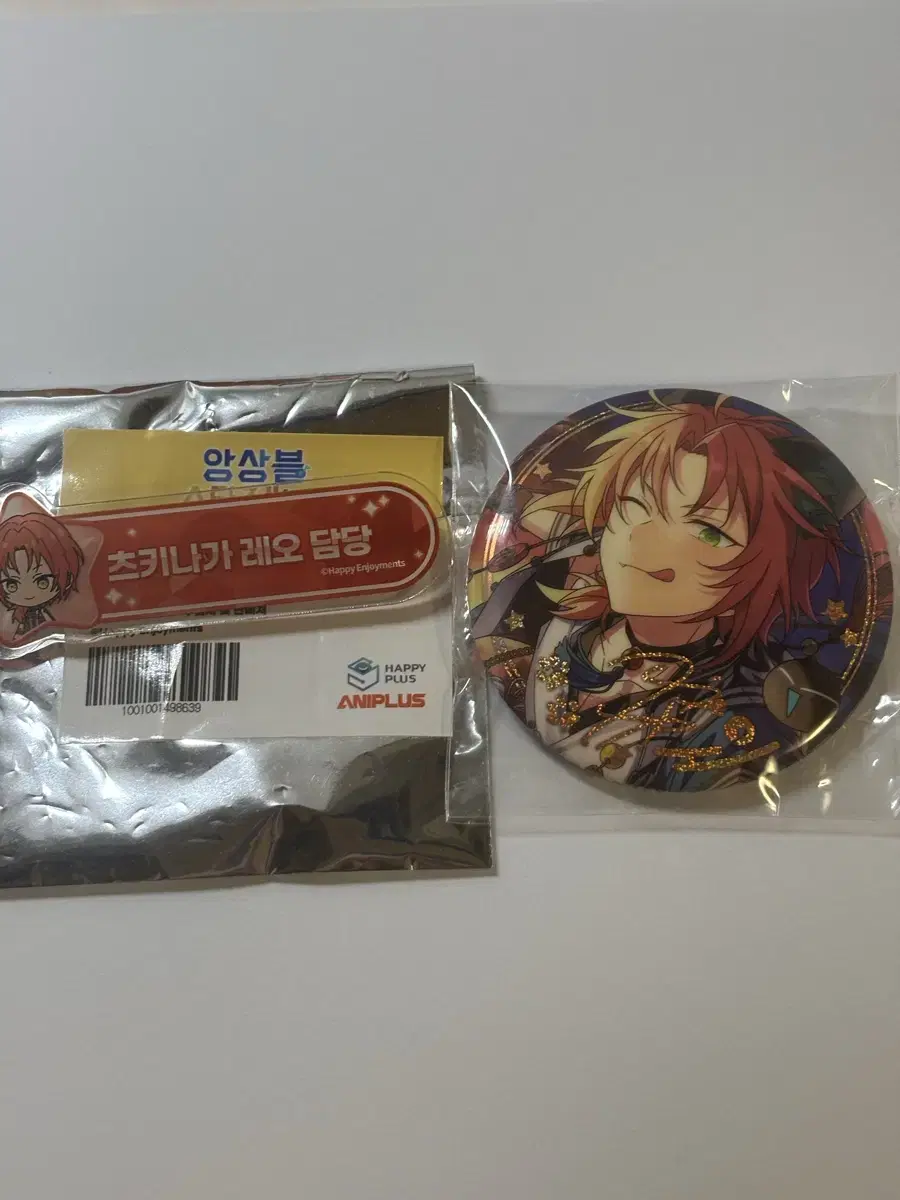 앙상블
츠키나가 레오 담당
©Happy Enjoyments
1001001498639
HAPPY
PLUS
ANIPLUS